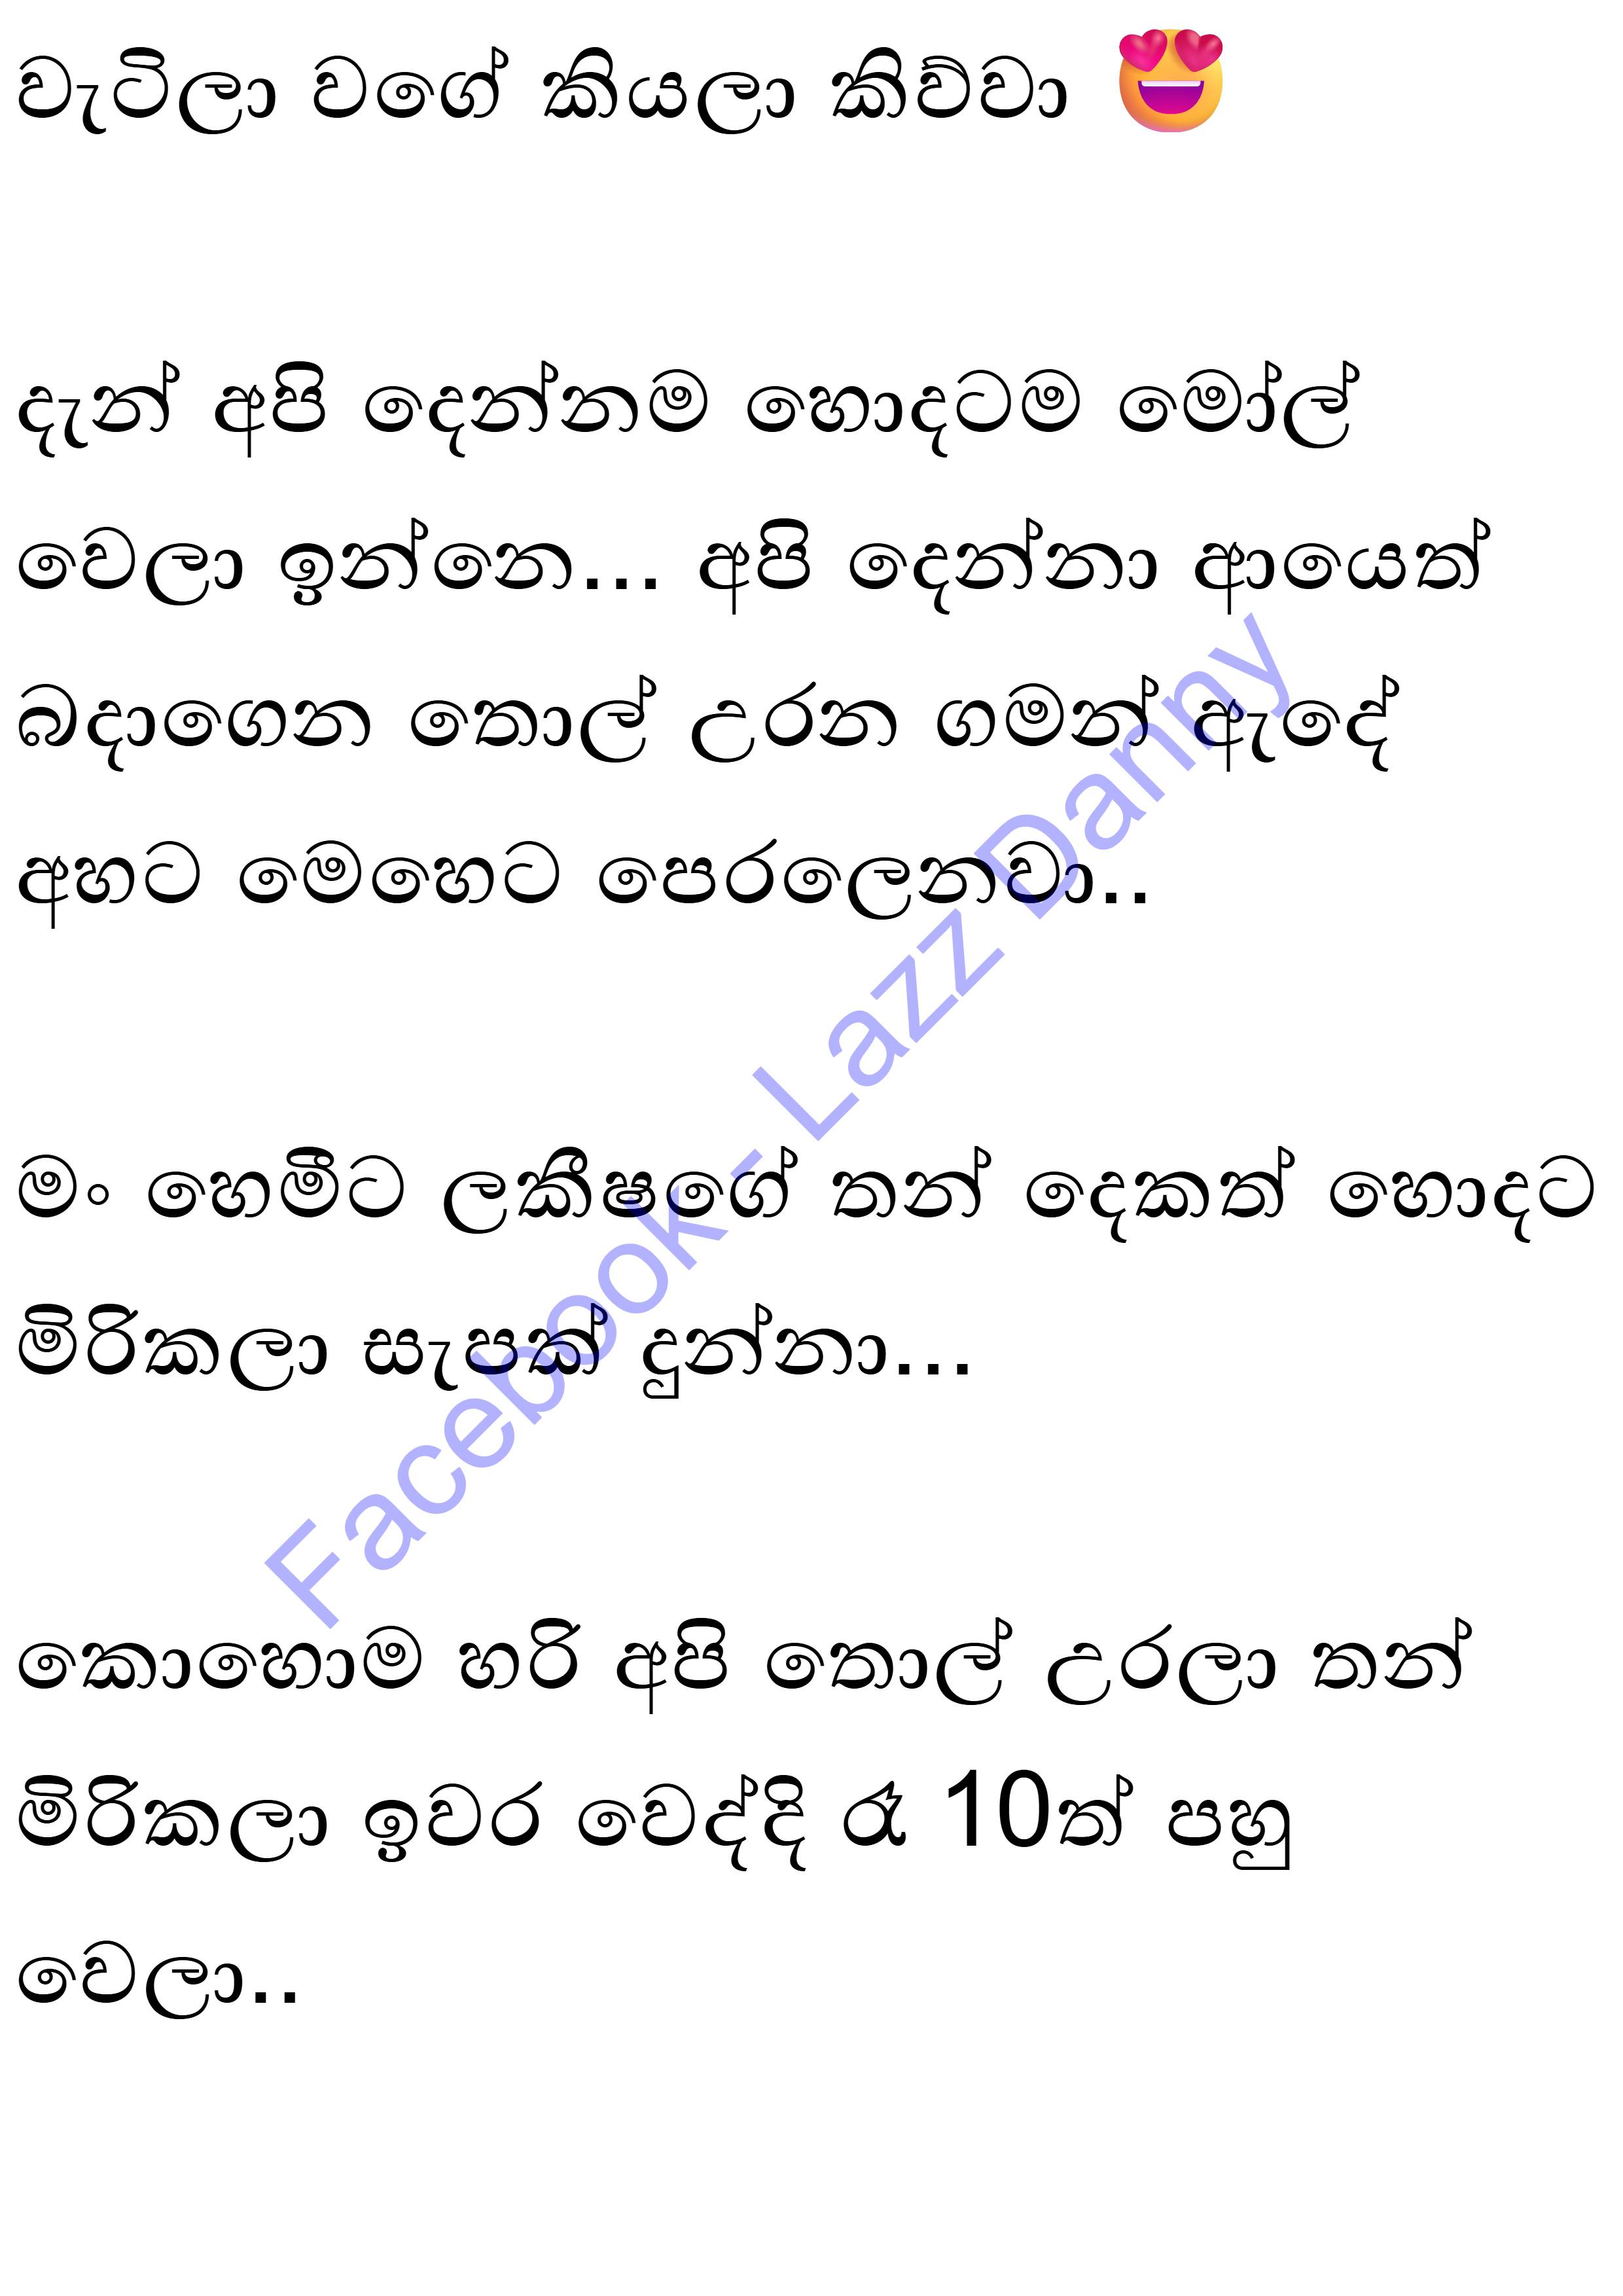 වැටිලා වගේ කියලා කිව්වා 😍
දැන් අපි දෙන්නම හොදටම මෝල්
වෙලා ඉන්නෙ... අපි දෙන්නා ආයෙත්
බදාගෙන තොල් උරන ගමන් ඇදේ
අහට මෙහෙට පෙරලෙනවා..
මං හෙමීට ලකීෂගේ තන් දෙකත් හොදට
මිරිකලා සැපක් දුන්නා...
කොහොම හරි අපි තොල් උරලා තන්
මිරිකලා ඉවර වෙද්දි රෑ 10ත් පහු
වෙලා..
Facebook - Lazz Danny